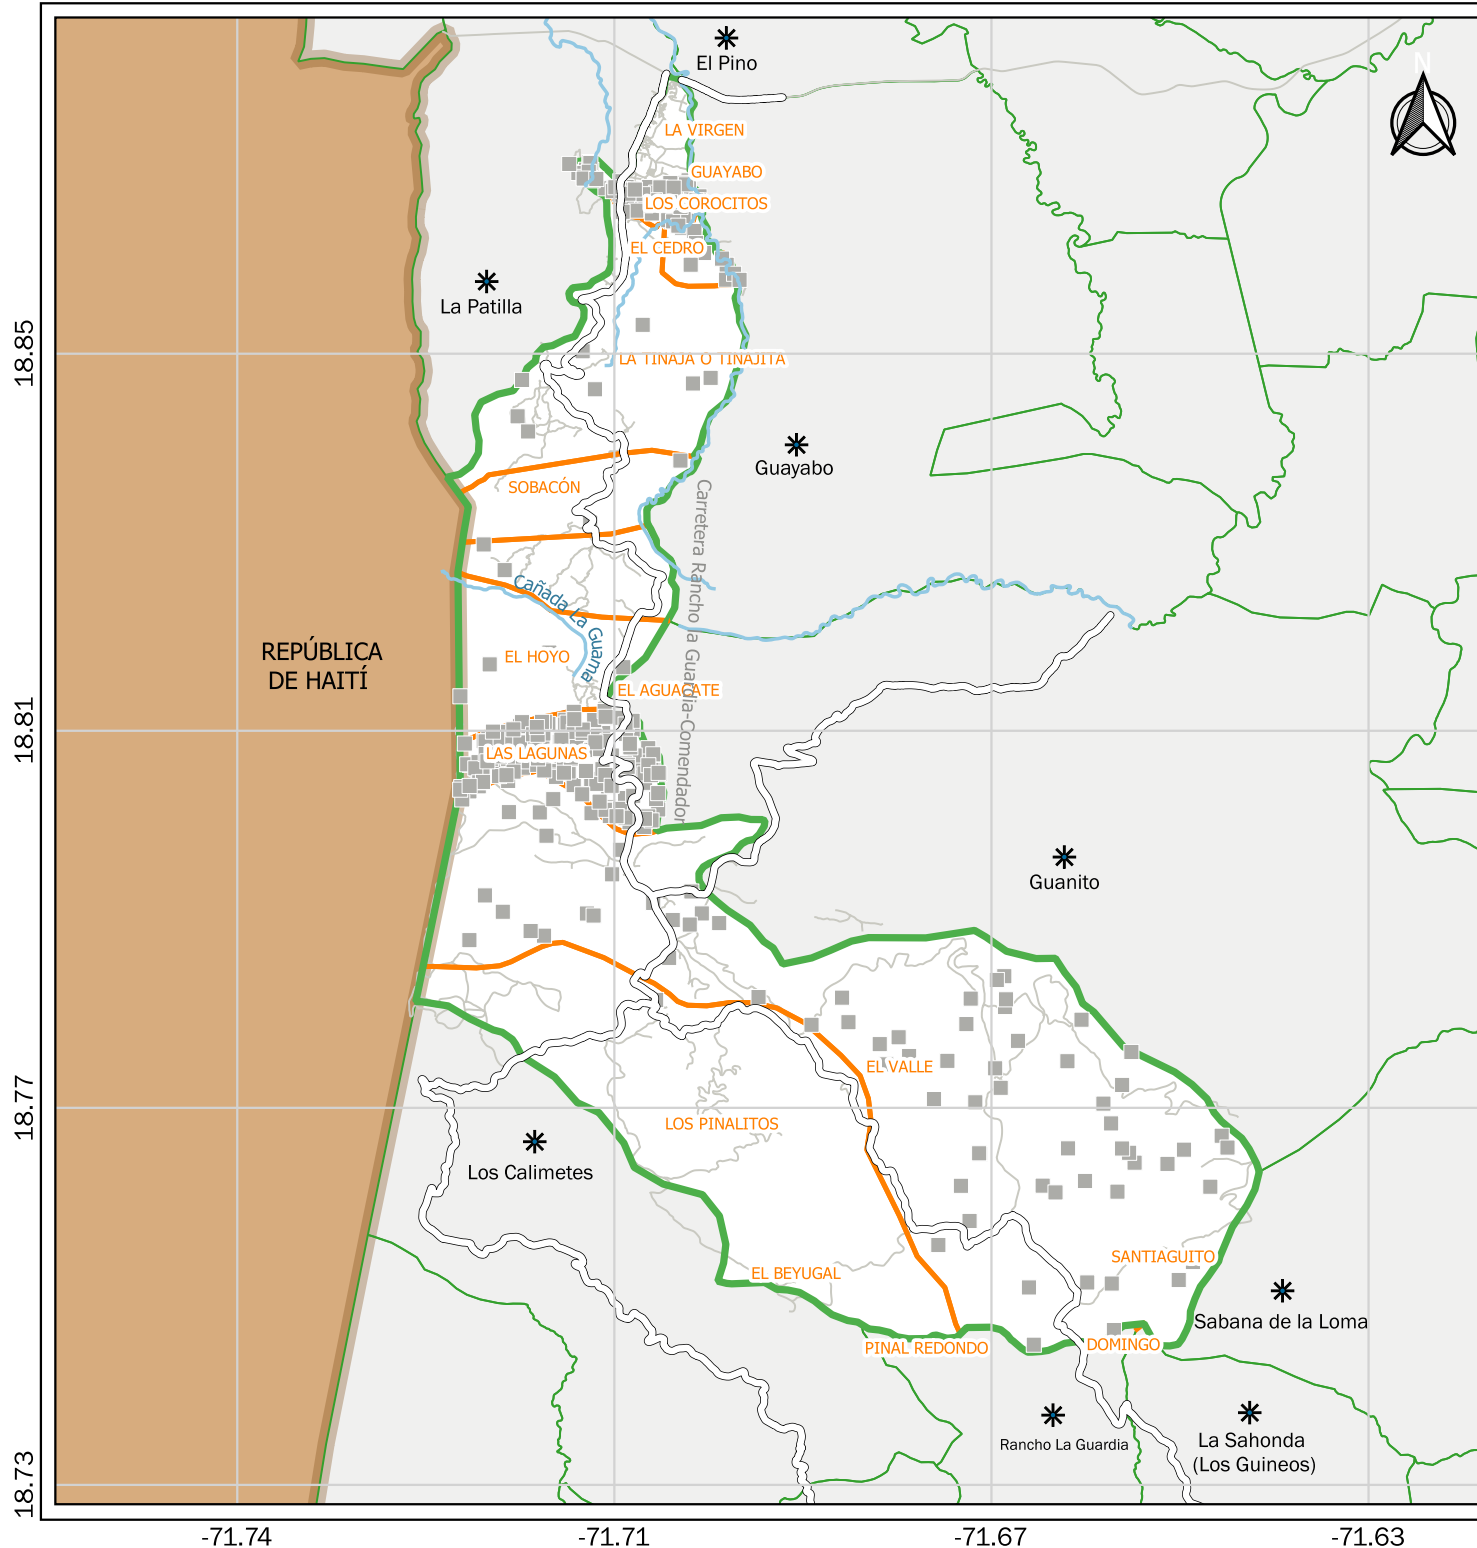 El Pino
N
LA VIRGEN
GUAYABO
LOS COROCITOS
EL CEDRO
La Patilla
18.85
LA TINAJA O TINAJITA
Guayabo
SOBACÓN
Carretera Rancho la Guardia-Comendador
Cañada La Guama
REPÚBLICA
DE HAITÍ
EL HOYO
EL AGUACATE
18.81
LAS LAGUNAS
Guanito
EL VALLE
18.77
LOS PINALITOS
Los Calimetes
SANTIAGUITO
EL BEYUGAL
Sabana de la Loma
PINAL REDONDO
DOMINGO
Rancho La Guardia
La Sahonda
(Los Guineos)
18.73
-71.74
-71.71
-71.67
-71.63